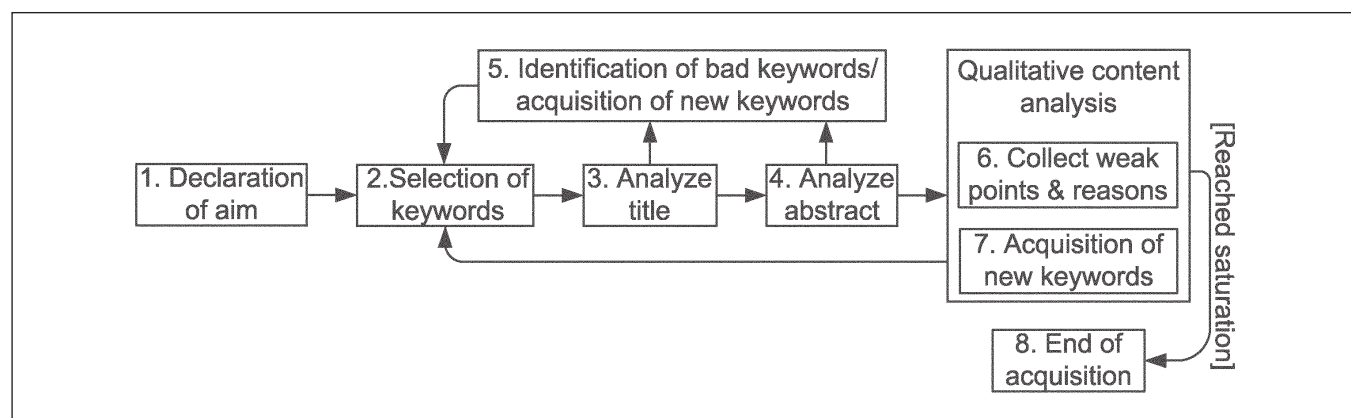 1. Declaration
of aim
2.Selection of
keywords
3. Analyze
title
4. Analyze
abstract
5. Identification of bad keywords/
acquisition of new keywords
Qualitative content
analysis
6. Collect weak
points & reasons
7. Acquisition of
new keywords
[Reached saturation]
8. End of
acquisition